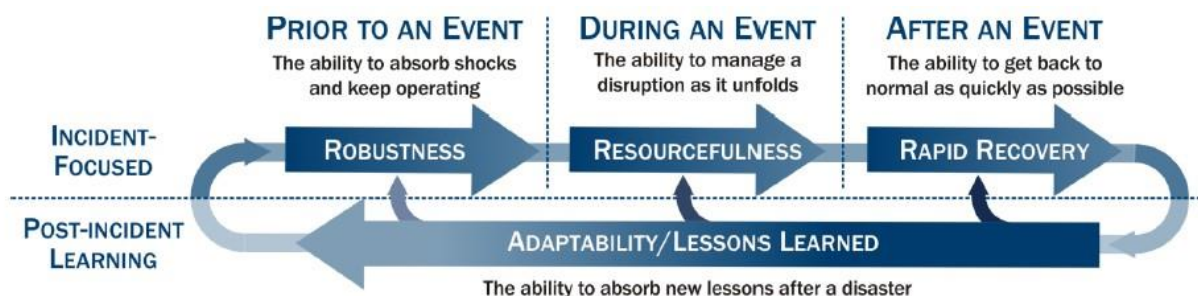 PRIOR TO AN EVENT
The ability to absorb shocks
and keep operating
DURING AN EVENT
The ability to manage a
disruption as it unfolds
AFTER AN EVENT
The ability to get back to
normal as quickly as possible
INCIDENT-
FOCUSED
ROBUSTNESS
RESOURCEFULNESS
RAPID RECOVERY
POST-INCIDENT
LEARNING
ADAPTABILITY/LESSONS LEARNED
The ability to absorb new lessons after a disaster